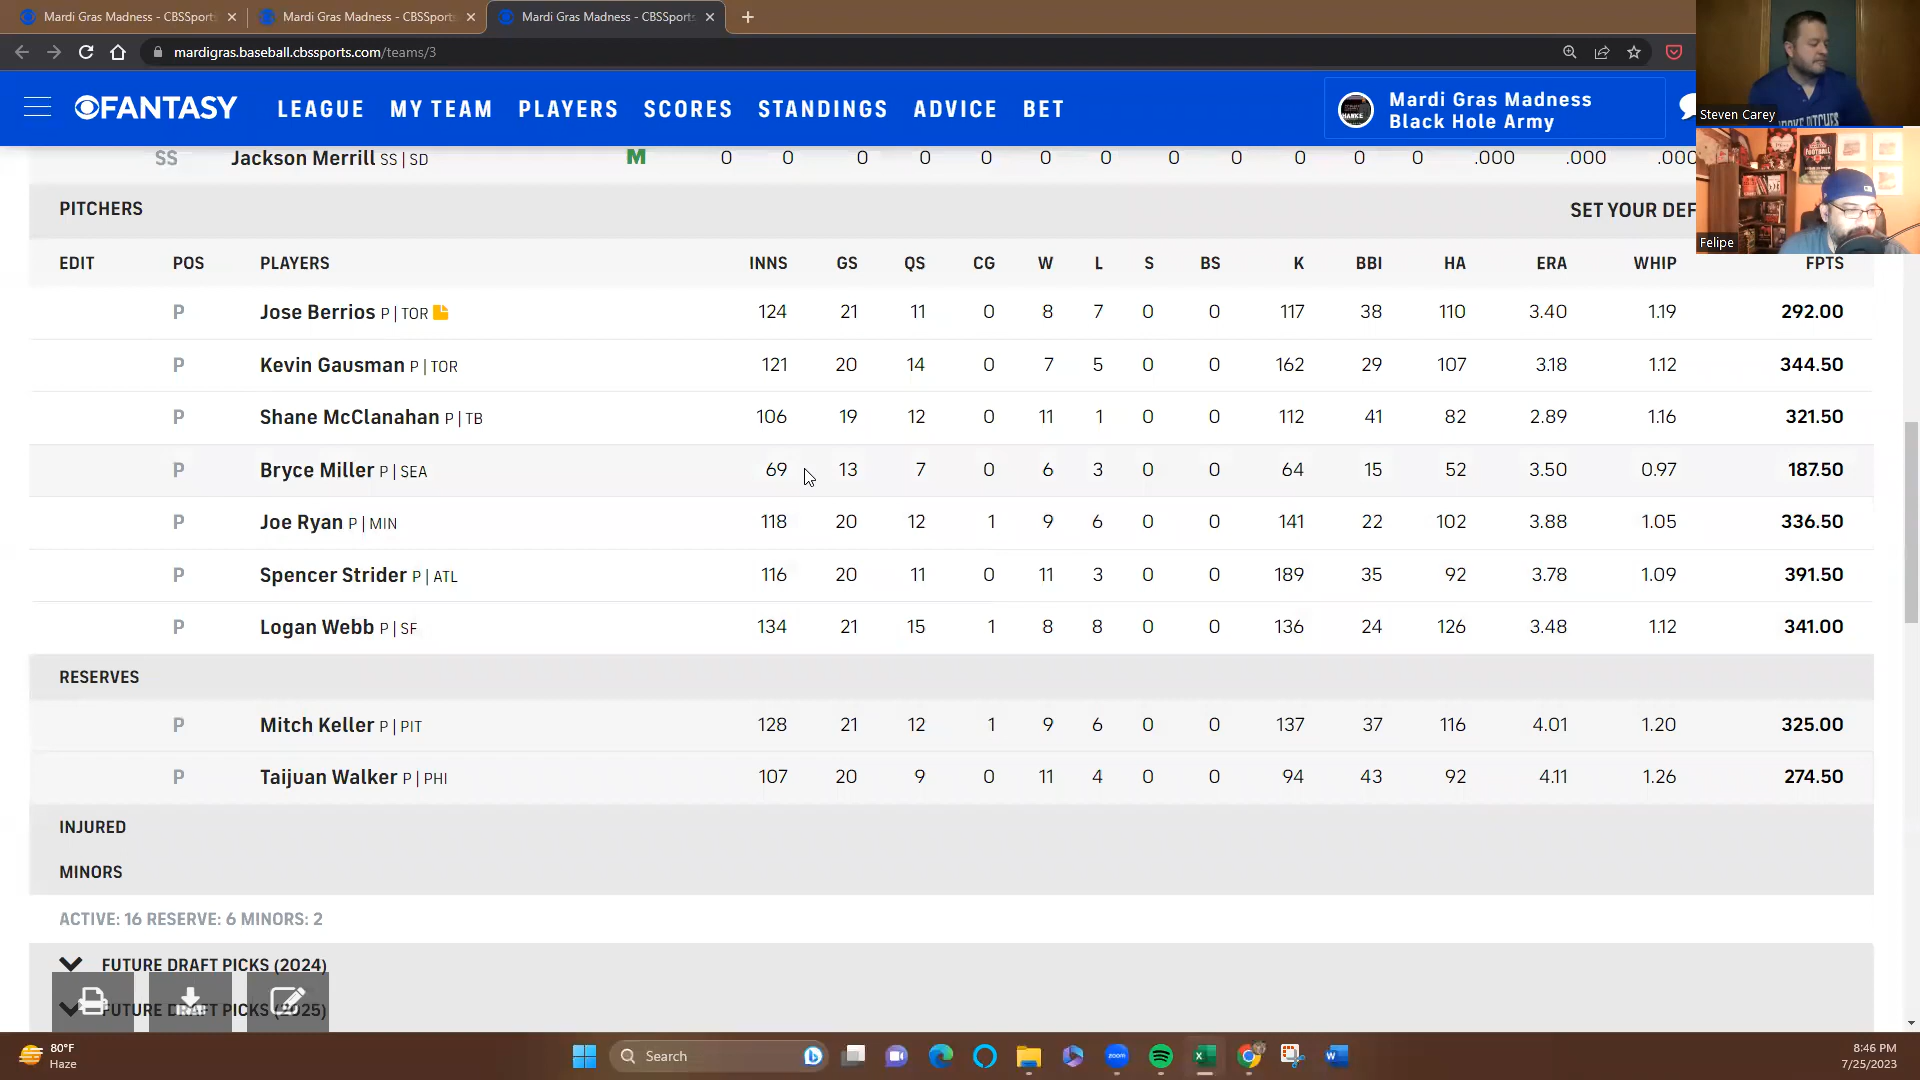 Mardi Gras Madness - CBSSports
Mardi Gras Madness - CBSSports
Mardi Gras Madness - CBSSports
mardigras.baseball.cbssports.com/teams/3
FANTASY LEAGUE MY TEAM PLAYERS SCORES STANDINGS ADVICE BET
Mardi Gras Madness
Black Hole Army
Steven Carey
Felipe
SS Jackson Merrill SS | SD M 0 0 0 0 0 0 0 0 0 0 0 0 .000 .000 .000
PITCHERS SET YOUR DEF
EDIT POS PLAYERS INNS GS QS CG W L S BS K BBI HA ERA WHIP FPTS
P Jose Berrios P | TOR 124 21 11 0 8 7 0 0 117 38 110 3.40 1.19 292.00
P Kevin Gausman P | TOR 121 20 14 0 7 5 0 0 162 29 107 3.18 1.12 344.50
P Shane McClanahan P | TB 106 19 12 0 11 1 0 0 112 41 82 2.89 1.16 321.50
P Bryce Miller P | SEA 69 13 7 0 6 3 0 0 64 15 52 3.50 0.97 187.50
P Joe Ryan P | MIN 118 20 12 1 9 6 0 0 141 22 102 3.88 1.05 336.50
P Spencer Strider P | ATL 116 20 11 0 11 3 0 0 189 35 92 3.78 1.09 391.50
P Logan Webb P | SF 134 21 15 1 8 8 0 0 136 24 126 3.48 1.12 341.00
RESERVES
P Mitch Keller P | PIT 128 21 12 1 9 6 0 0 137 37 116 4.01 1.20 325.00
P Taijuan Walker P | PHI 107 20 9 0 11 4 0 0 94 43 92 4.11 1.26 274.50
INJURED
MINORS
ACTIVE: 16 RESERVE: 6 MINORS: 2
FUTURE DRAFT PICKS (2024)
FUTURE DRAFT PICKS (2025)
80°F
Haze
Search
zoom
8:46 PM
7/25/2023